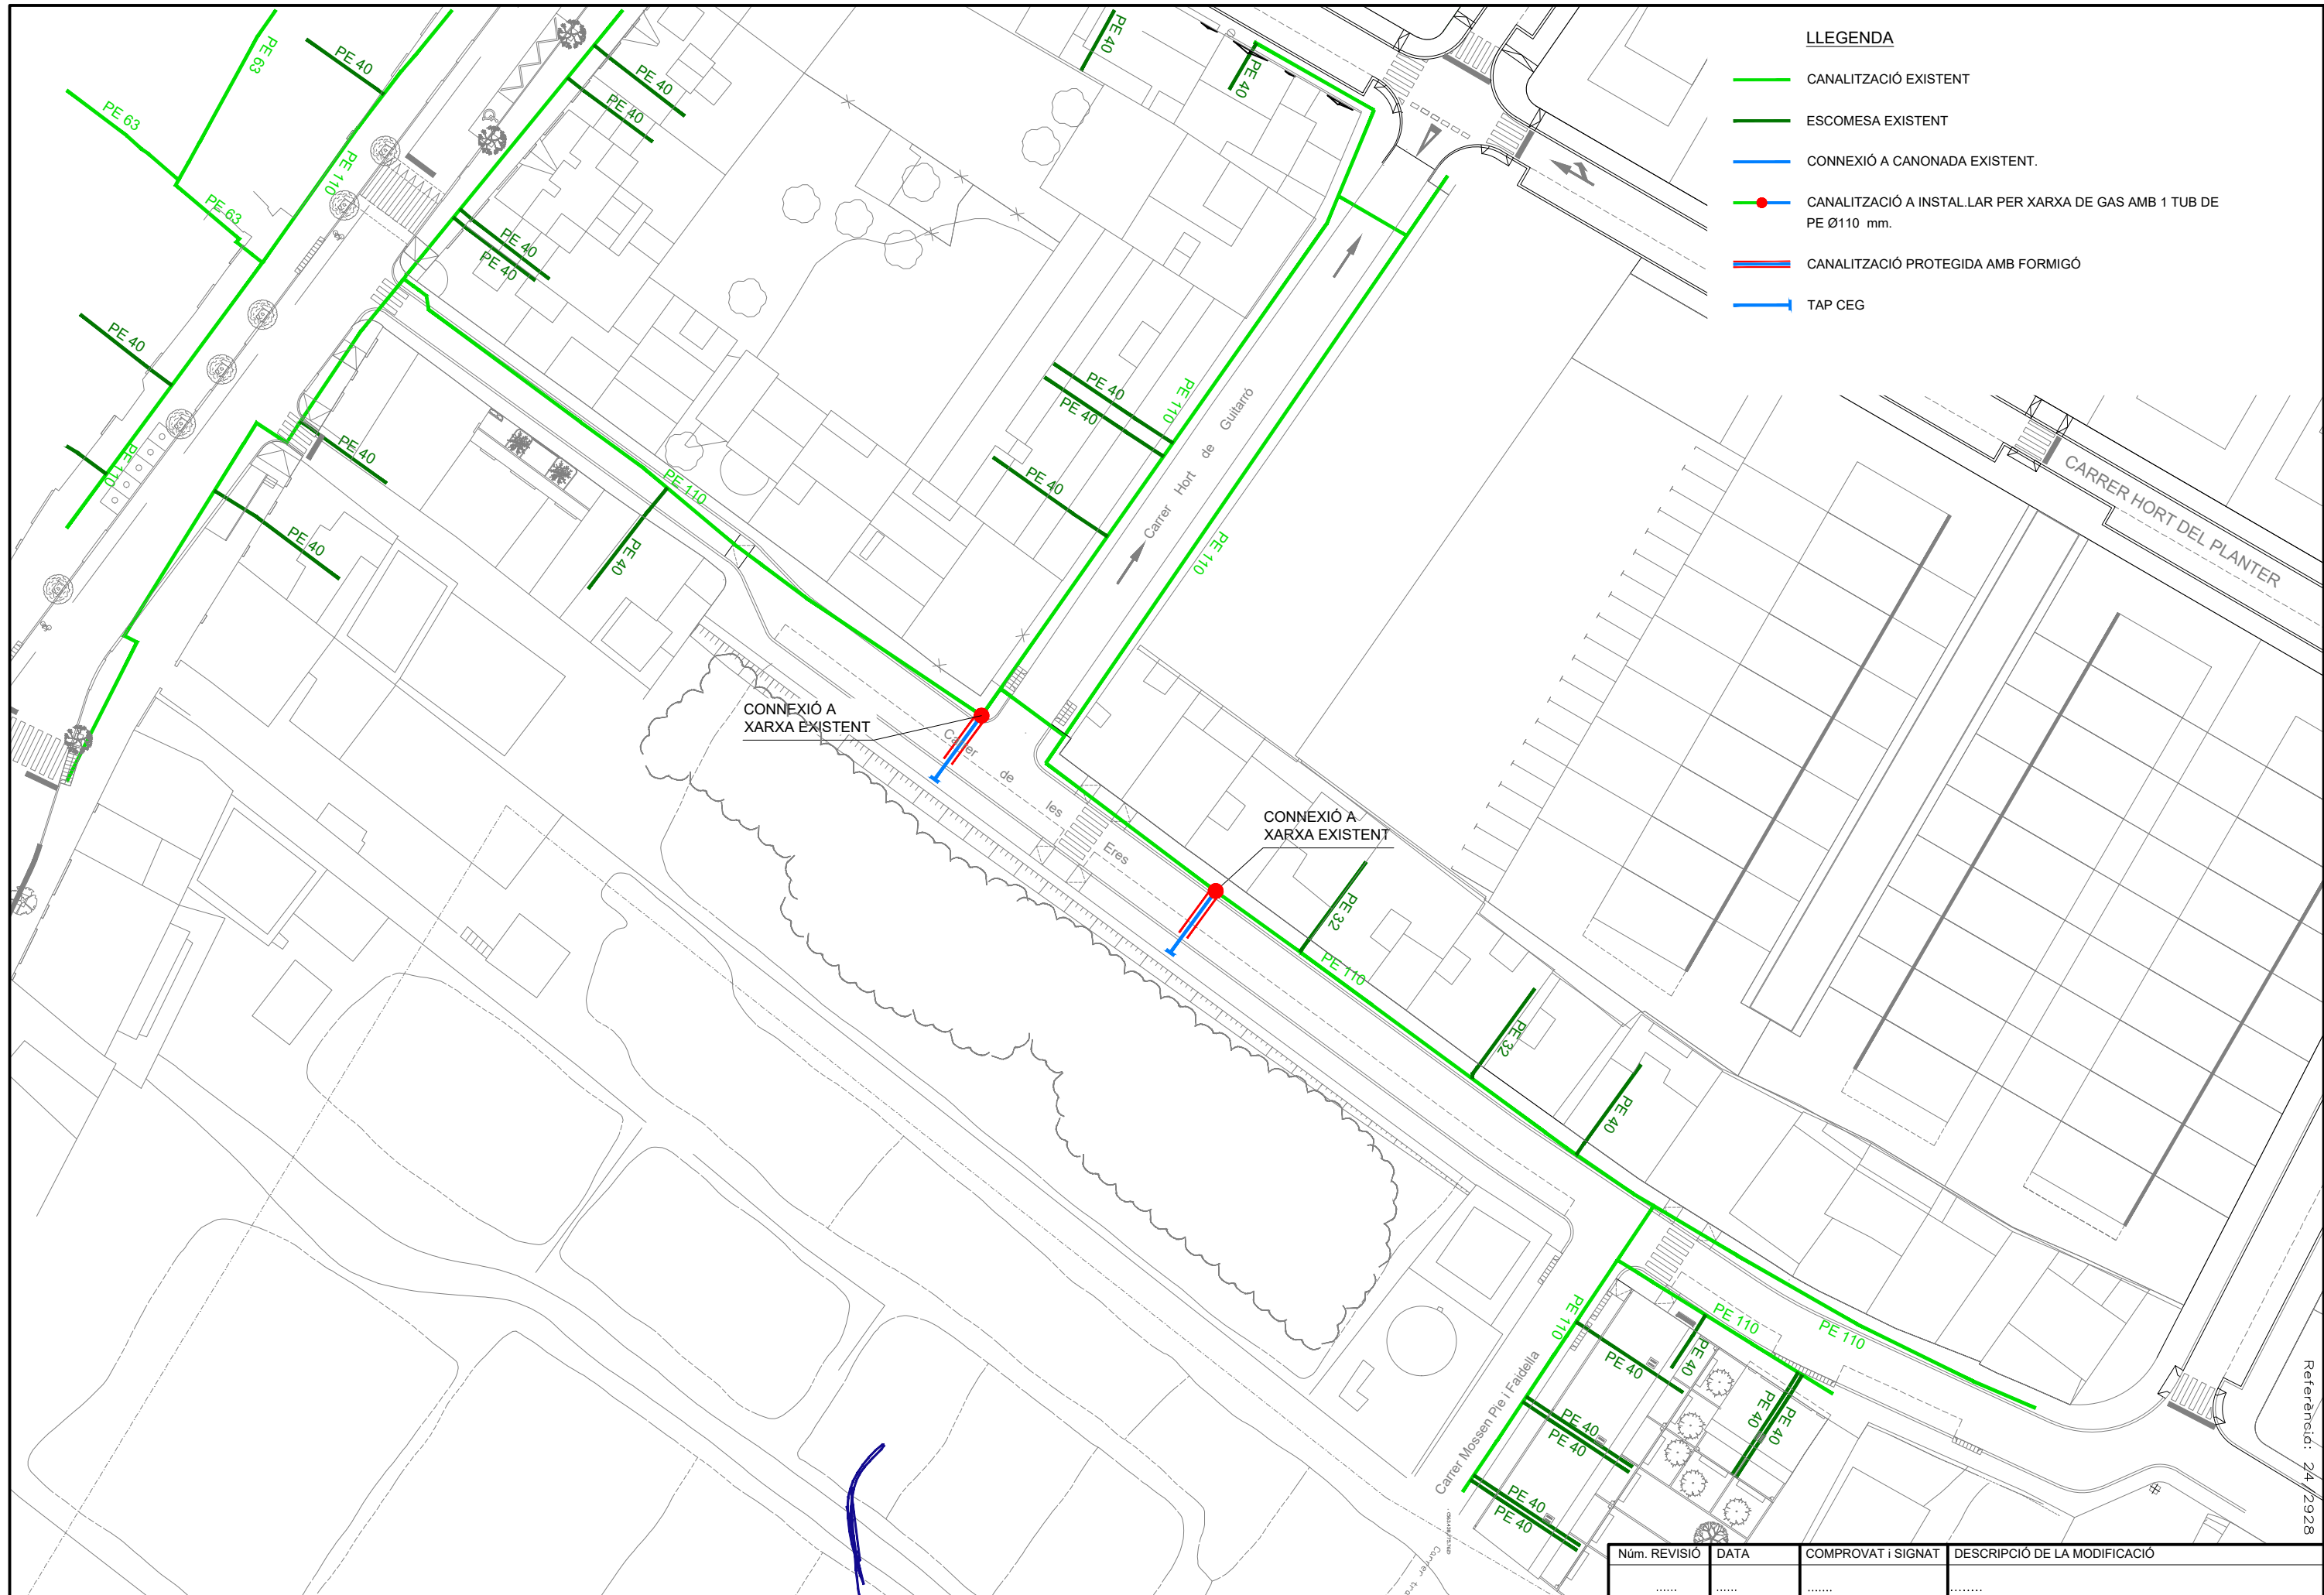 LLEGENDA
CANALITZACIÓ EXISTENT
ESCOMESA EXISTENT
CONNEXIÓ A CANONADA EXISTENT.
CANALITZACIÓ A INSTAL.LAR PER XARXA DE GAS AMB 1 TUB DE
PE Ø110 mm.
CANALITZACIÓ PROTEGIDA AMB FORMIGÓ
TAP CEG
PE 63
PE 40
PE 63
PE 63
PE 110
PE 40
PE 40
PE 40
PE 40
PE 40
PE 40
PE 40
PE 110
PE 40
PE 40
PE 40
PE 110
PE 40
PE 40
PE 40
PE 110
Carrer Hort de Guitarró
PE 110
CARRER HORT DEL PLANTER
CONNEXIÓ A
XARXA EXISTENT
Carrer de les Eres
CONNEXIÓ A
XARXA EXISTENT
PE 32
PE 110
PE 32
PE 40
PE 110
PE 110
PE 110
PE 40
PE 40
PE 40
PE 40
PE 40
PE 40
PE 40
PE 40
Carrer Mossen Pie i Faidella
Referència: 24-2928
Núm. REVISIÓ
DATA
COMPROVAT i SIGNAT
DESCRIPCIÓ DE LA MODIFICACIÓ
......
......
.......
........